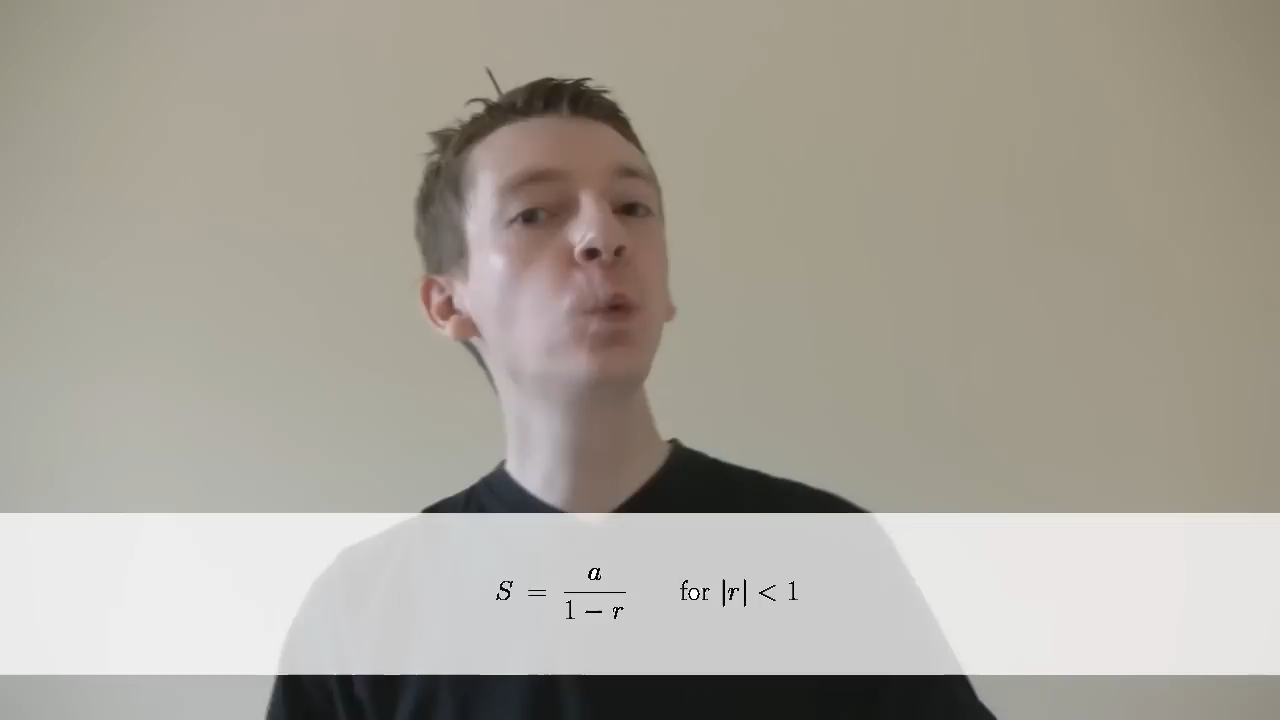 S = a / (1 − r) for |r| < 1